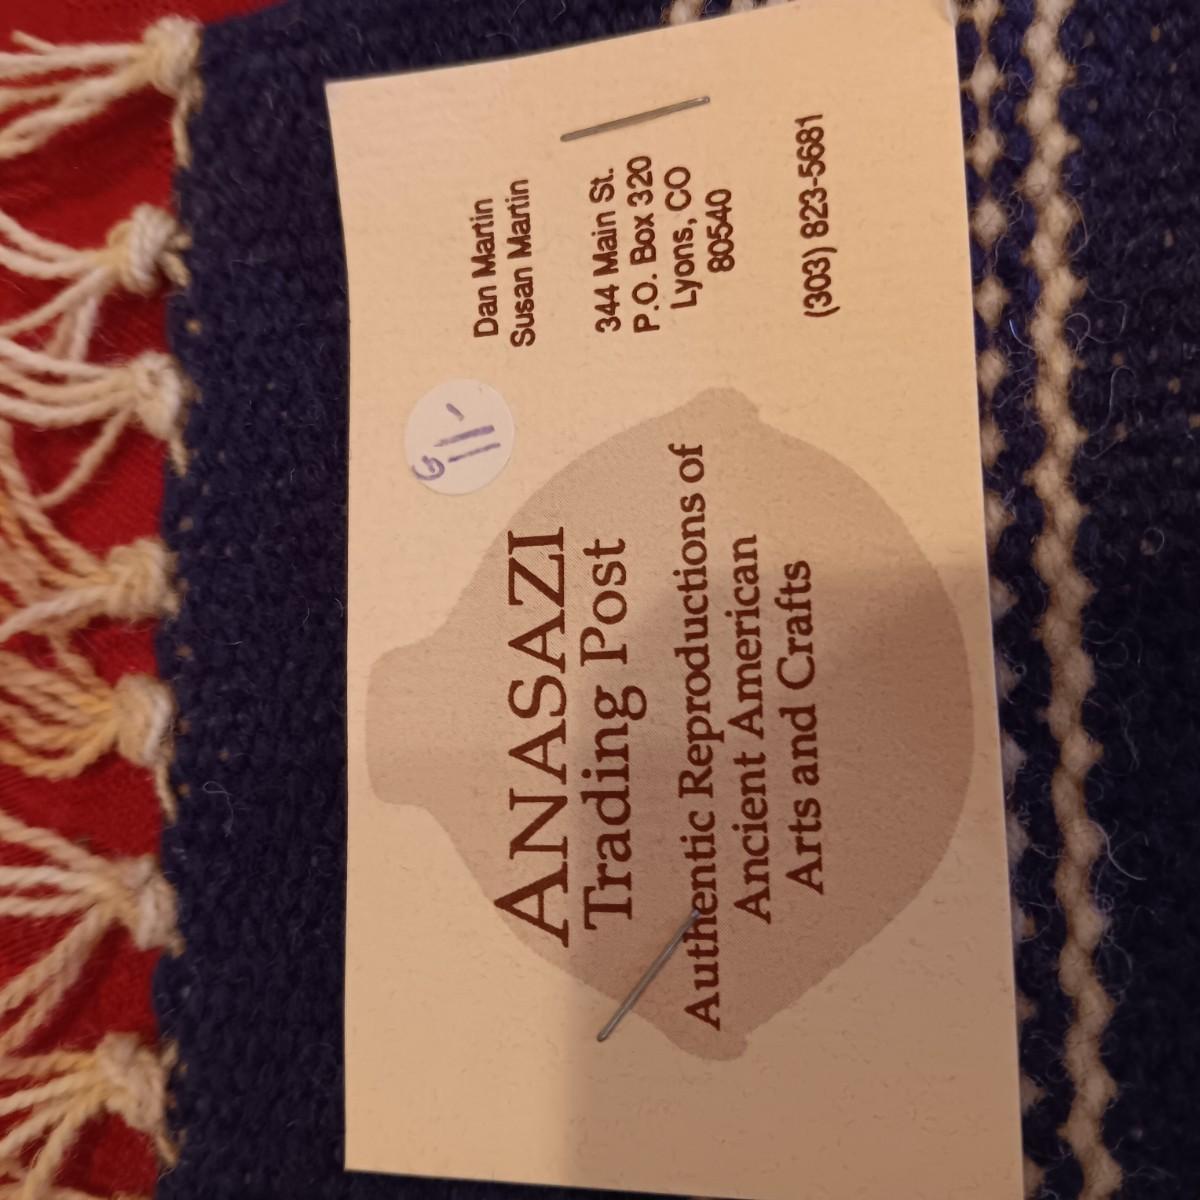 Dan Martin
Susan Martin
344 Main St.
P.O. Box 320
Lyons, CO
80540
(303) 823-5681
ANASAZI
Trading Post
Authentic Reproductions of
Ancient American
Arts and Crafts